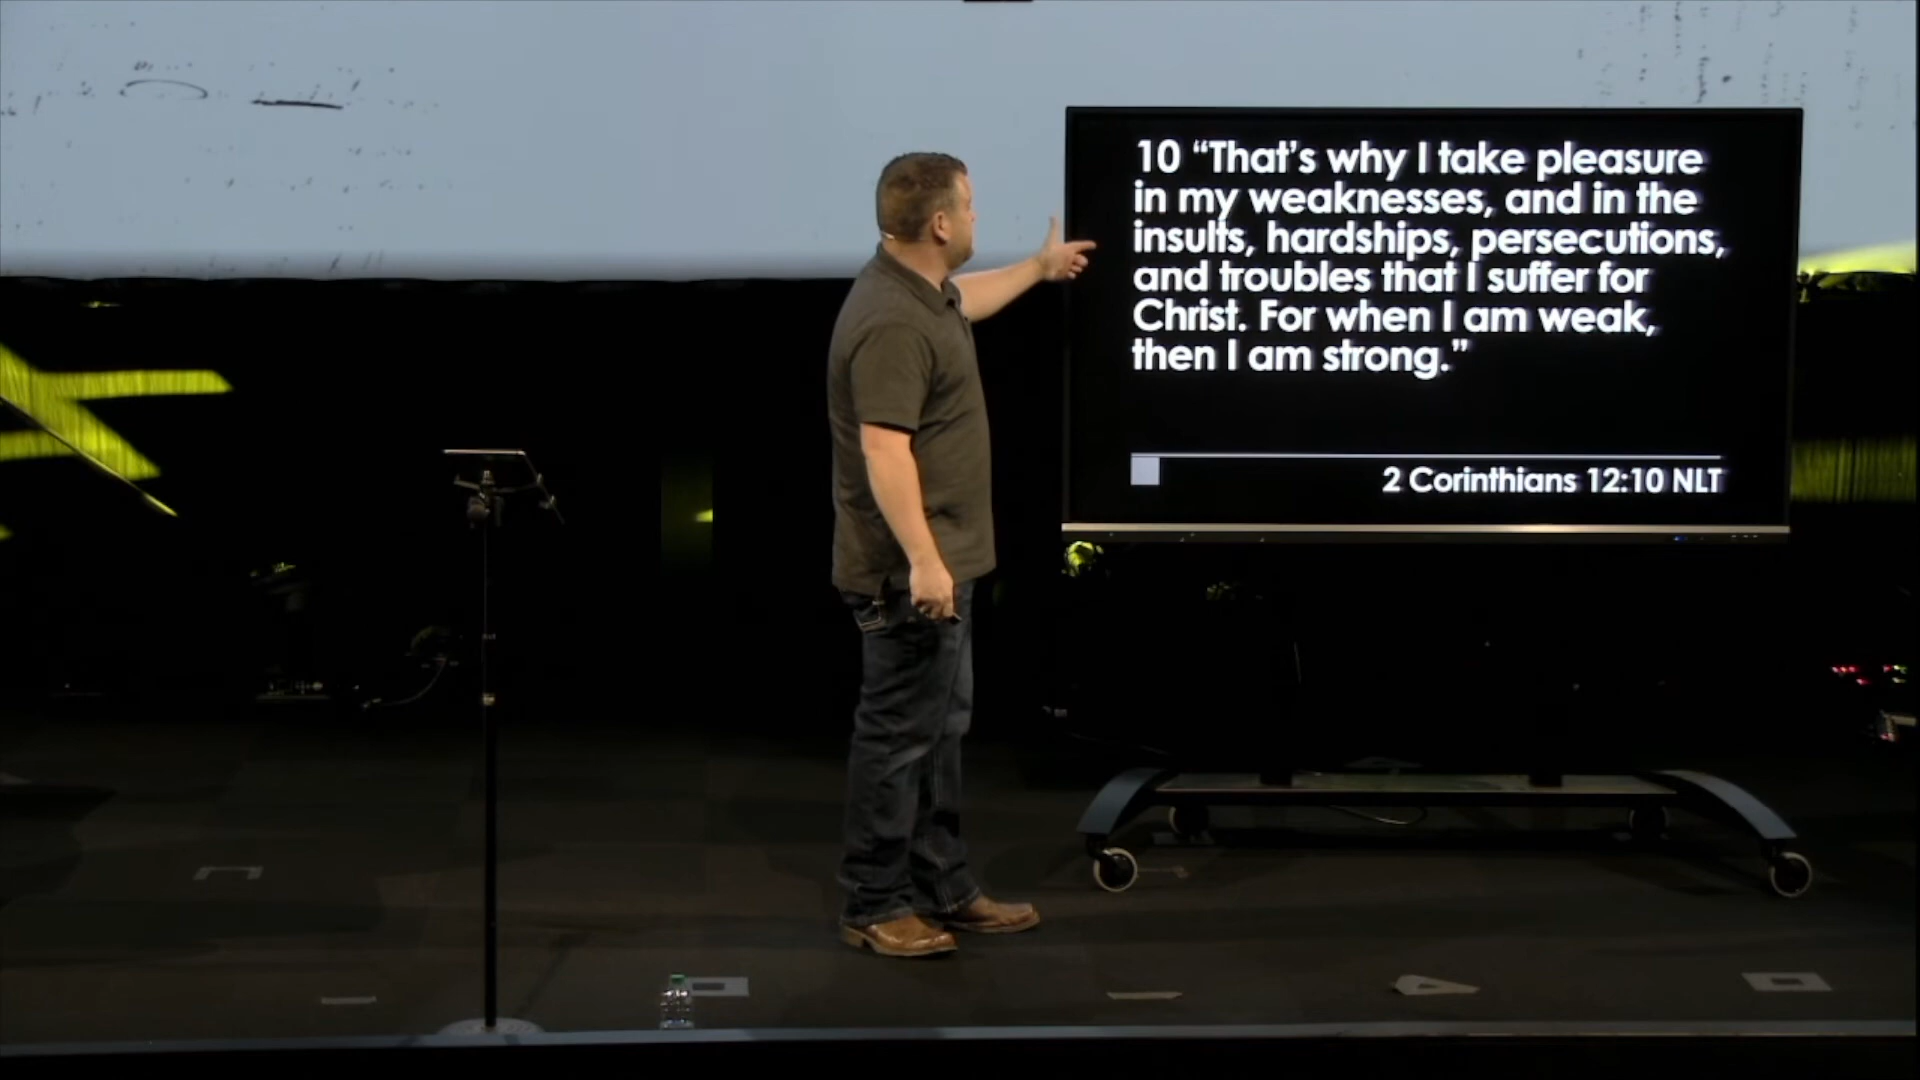 10 “That’s why I take pleasure
in my weaknesses, and in the
insults, hardships, persecutions,
and troubles that I suffer for
Christ. For when I am weak,
then I am strong.”
2 Corinthians 12:10 NLT